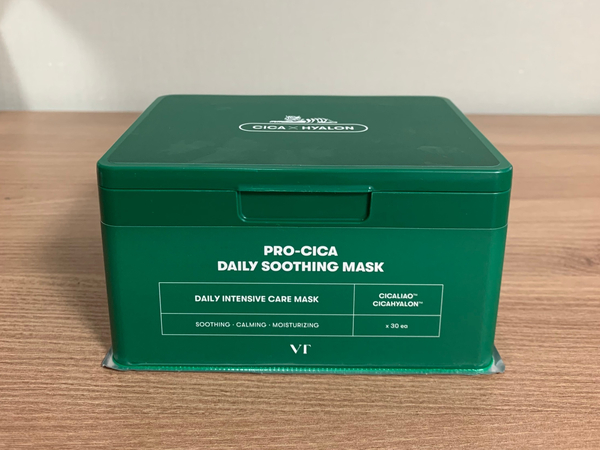 CICA × HYALON
PRO-CICA
DAILY SOOTHING MASK
DAILY INTENSIVE CARE MASK
CICALIAO™
CICAHYALON™
SOOTHING · CALMING · MOISTURIZING
x 30 ea
VT